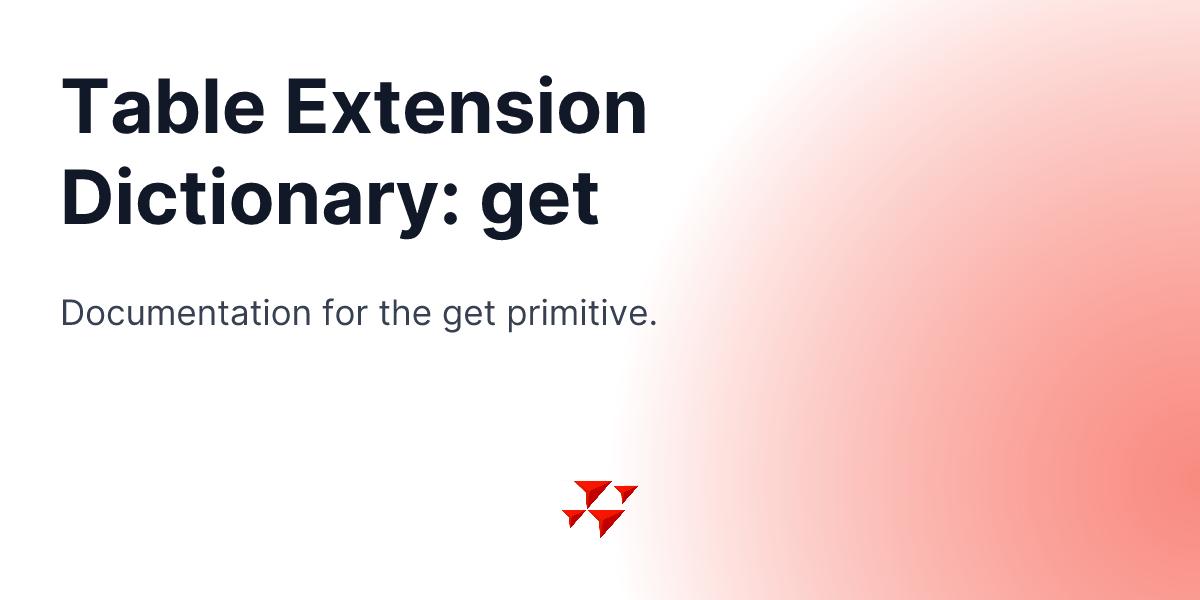 Table Extension
Dictionary: get
Documentation for the get primitive.